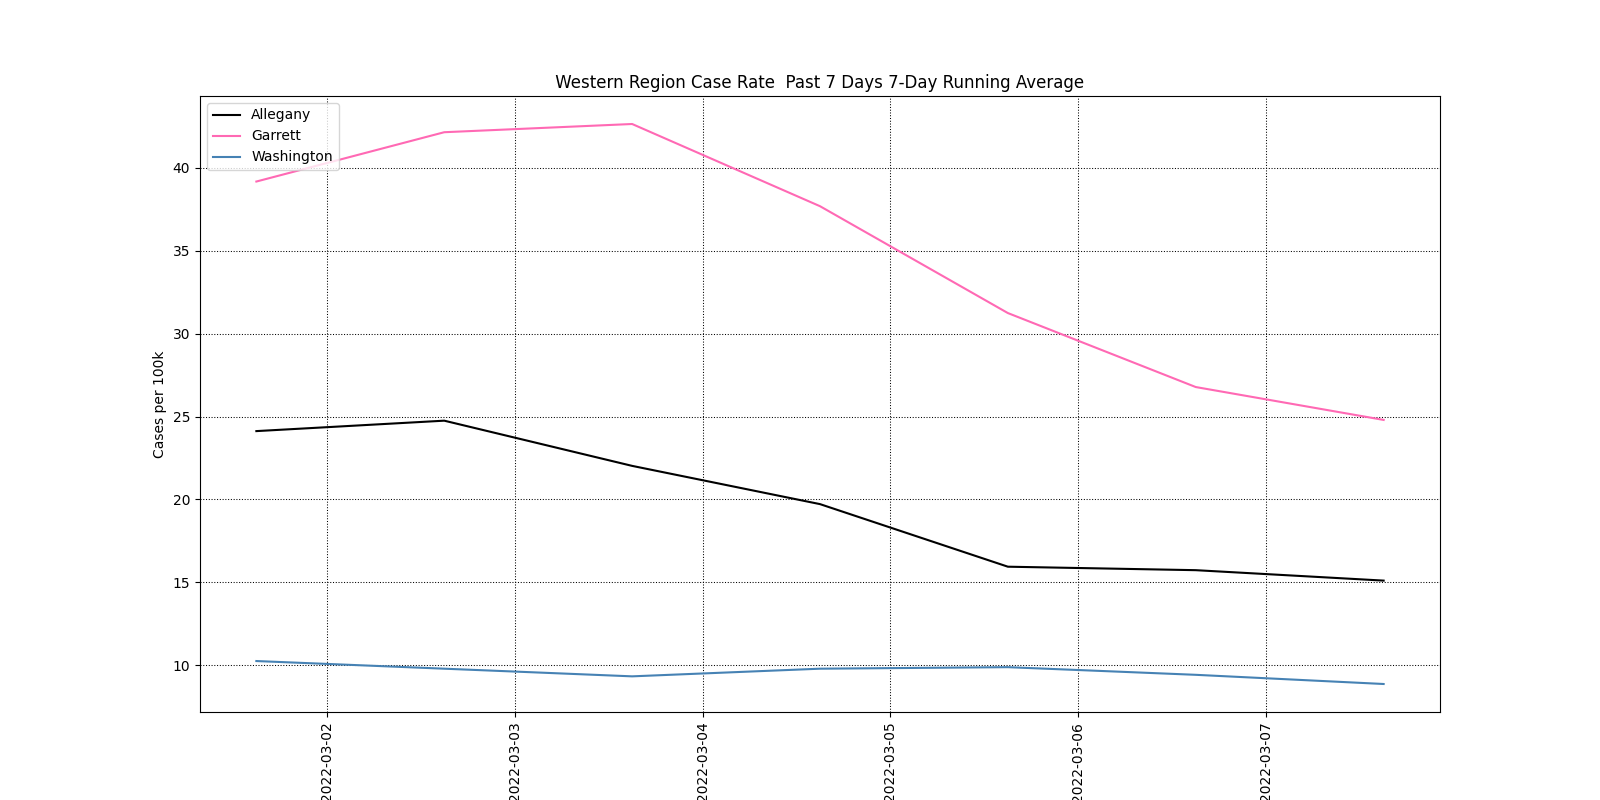 Western Region Case Rate  Past 7 Days 7-Day Running Average
Allegany
Garrett
Washington
Cases per 100k
40
35
30
25
20
15
10
2022-03-02
2022-03-03
2022-03-04
2022-03-05
2022-03-06
2022-03-07